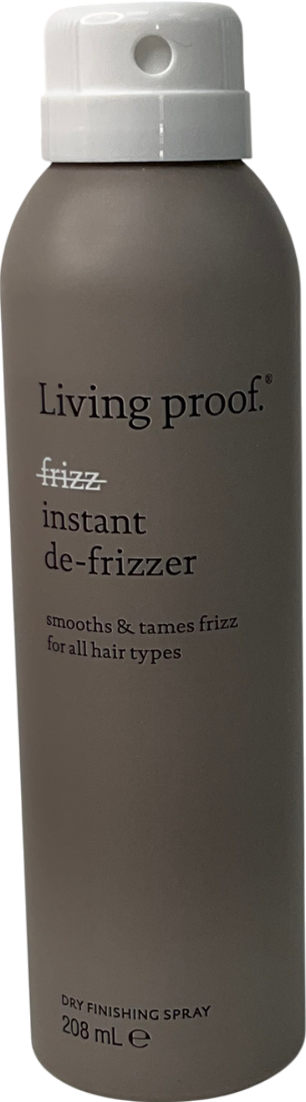 Living proof.®
frizz
instant
de-frizzer
smooths & tames frizz
for all hair types
DRY FINISHING SPRAY
208 mL ℮